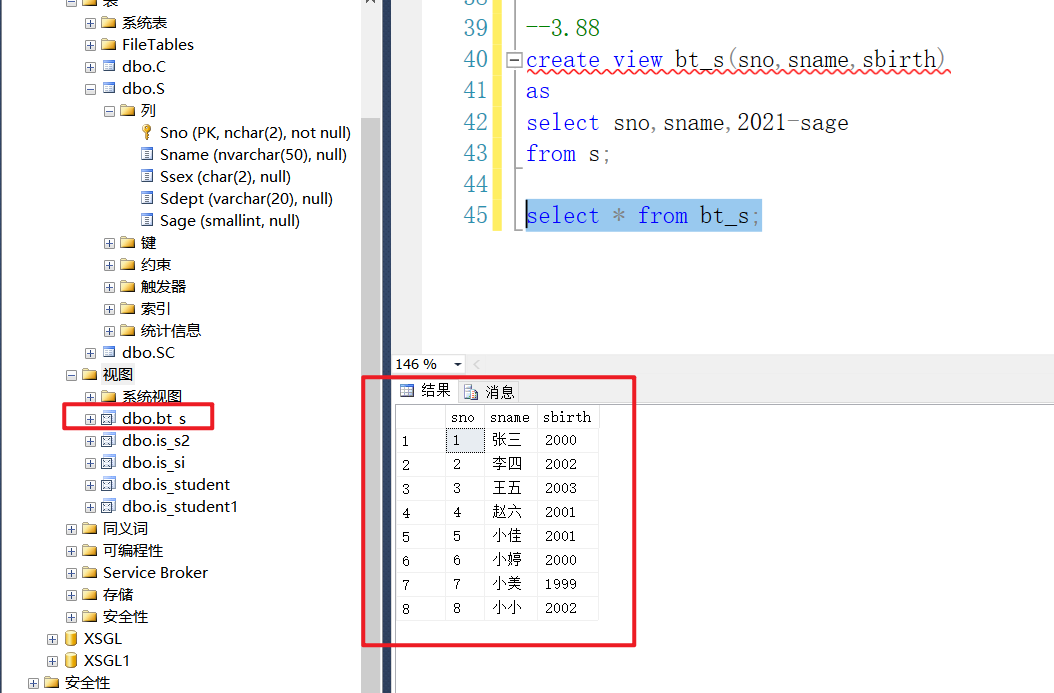 表
系统表
FileTables
dbo.C
dbo.S
列
Sno (PK, nchar(2), not null)
Sname (nvarchar(50), null)
Ssex (char(2), null)
Sdept (varchar(20), null)
Sage (smallint, null)
键
约束
触发器
索引
统计信息
dbo.SC
视图
系统视图
dbo.bt_s
dbo.is_s2
dbo.is_si
dbo.is_student
dbo.is_student1
同义词
可编程性
Service Broker
存储
安全性
XSGL
XSGL1
安全性
38
39 --3.88
40 create view bt_s(sno,sname,sbirth)
41 as
42 select sno,sname,2021-sage
43 from s;
44
45 select * from bt_s;
146 %
结果 消息
sno sname sbirth
1 1 张三 2000
2 2 李四 2002
3 3 王五 2003
4 4 赵六 2001
5 5 小佳 2001
6 6 小婷 2000
7 7 小美 1999
8 8 小小 2002